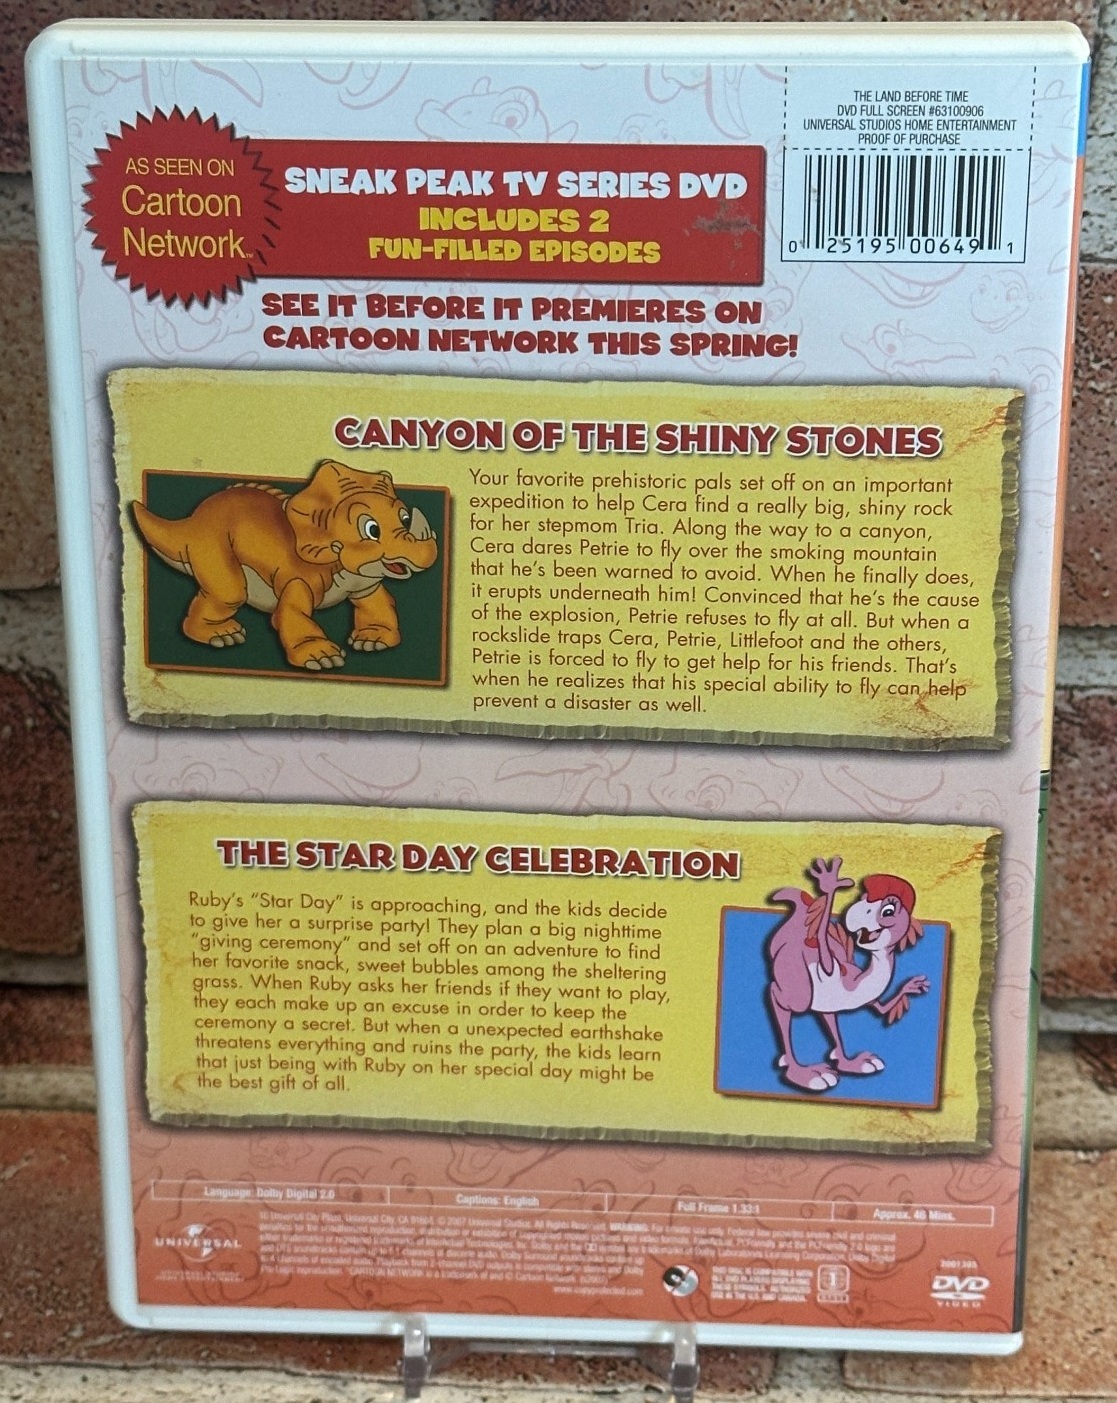 THE LAND BEFORE TIME
DVD FULL SCREEN #63100906
UNIVERSAL STUDIOS HOME ENTERTAINMENT
PROOF OF PURCHASE
0 25195 00649 1
AS SEEN ON
Cartoon
Network™
SNEAK PEAK TV SERIES DVD
INCLUDES 2
FUN-FILLED EPISODES
SEE IT BEFORE IT PREMIERES ON
CARTOON NETWORK THIS SPRING!
CANYON OF THE SHINY STONES
Your favorite prehistoric pals set off on an important
expedition to help Cera find a really big, shiny rock
for her stepmom Tria. Along the way to a canyon,
Cera dares Petrie to fly over the smoking mountain
that he's been warned to avoid. When he finally does,
it erupts underneath him! Convinced that he's the cause
of the explosion, Petrie refuses to fly at all. But when a
rockslide traps Cera, Petrie, Littlefoot and the others,
Petrie is forced to fly to get help for his friends. That's
when he realizes that his special ability to fly can help
prevent a disaster as well.
THE STAR DAY CELEBRATION
Ruby's "Star Day" is approaching, and the kids decide
to give her a surprise party! They plan a big nighttime
"giving ceremony" and set off on an adventure to find
her favorite snack, sweet bubbles among the sheltering
grass. When Ruby asks her friends if they want to play,
they each make up an excuse in order to keep the
ceremony a secret. But when a unexpected earthshake
threatens everything and ruins the party, the kids learn
that just being with Ruby on her special day might be
the best gift of all.
Language: Dolby Digital 2.0
Captions: English
Full Frame 1.33:1
Approx. 46 Mins.
UNIVERSAL
www.copyprotected.com
1
DVD
VIDEO